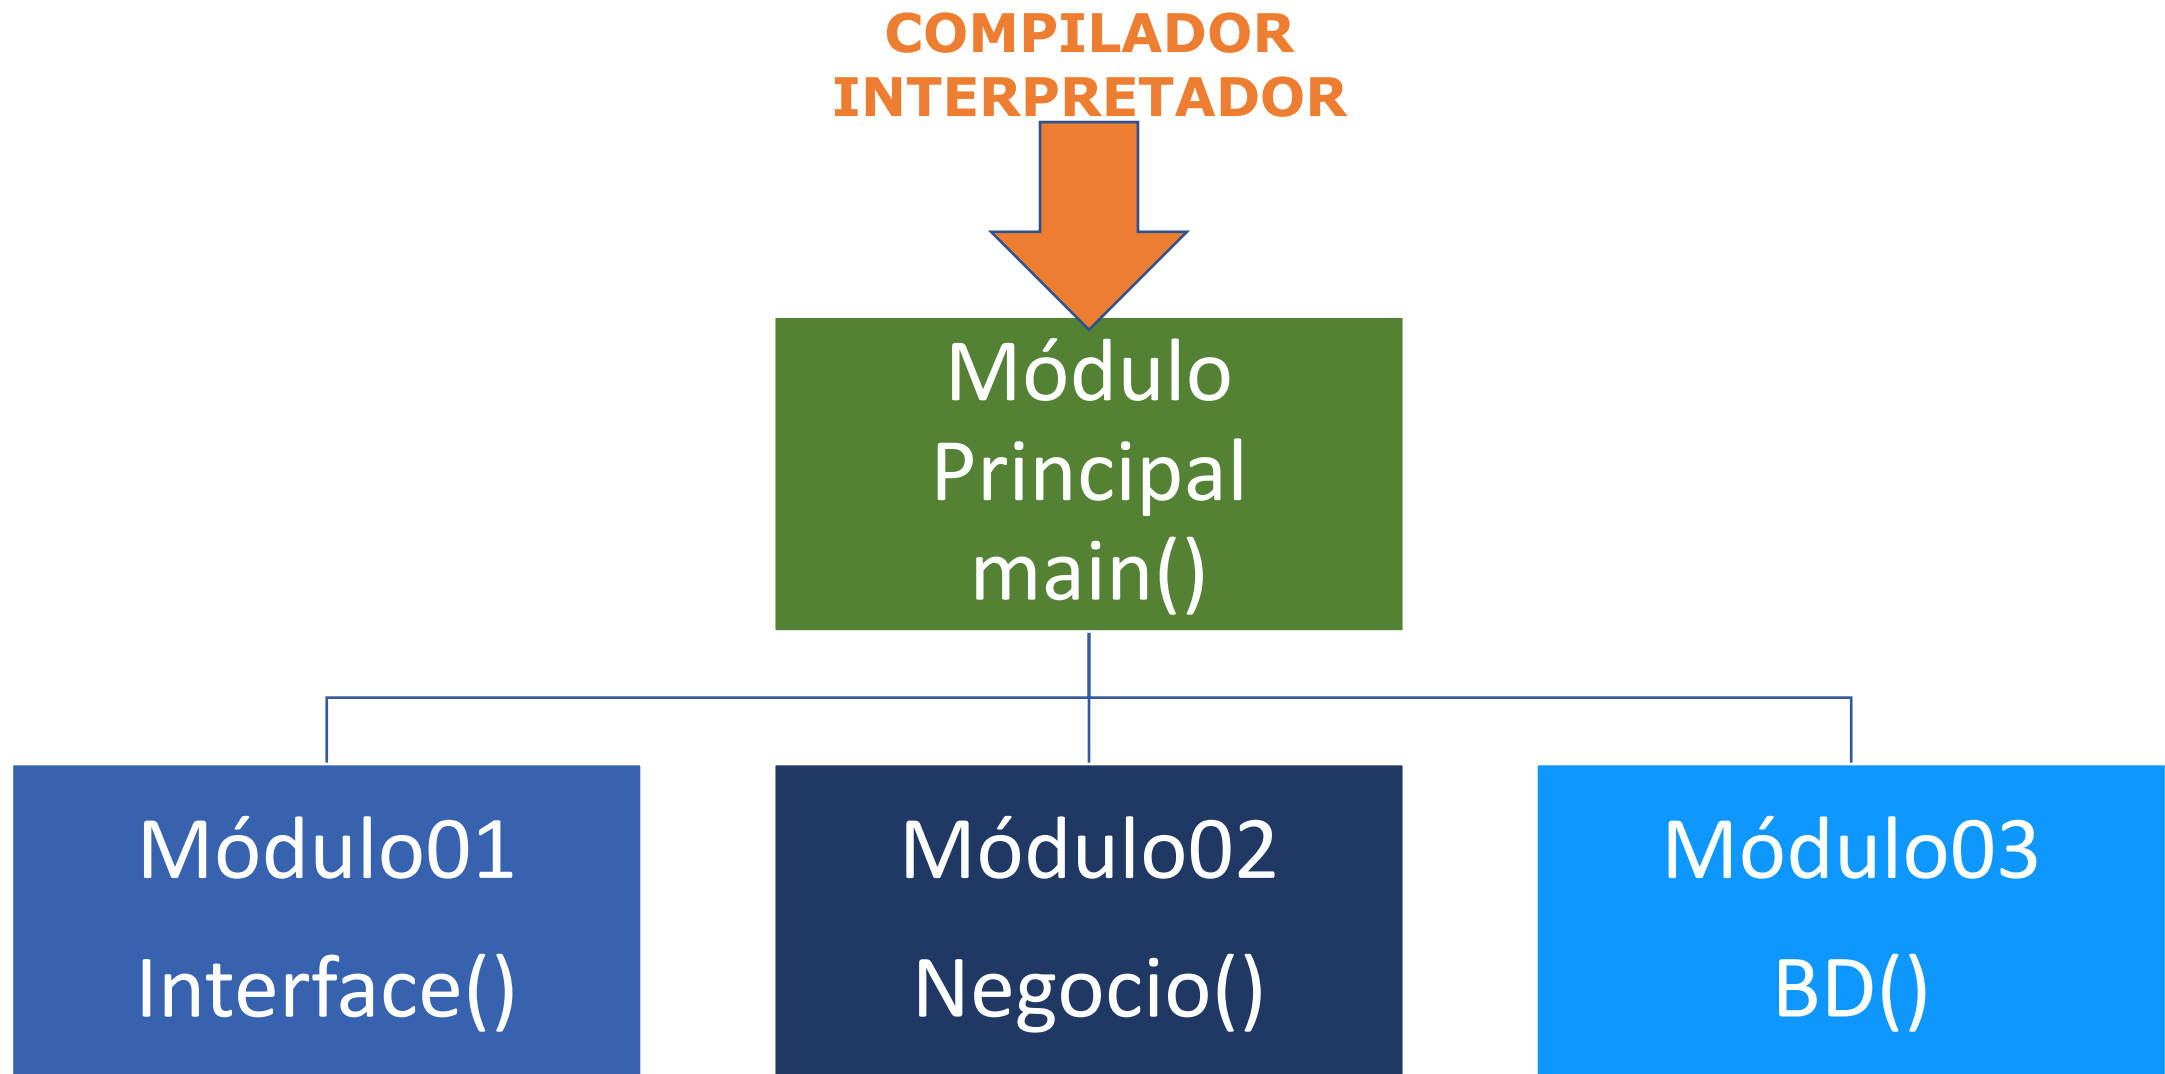 COMPILADOR
INTERPRETADOR
Módulo
Principal
main()
Módulo01
Interface()
Módulo02
Negocio()
Módulo03
BD()